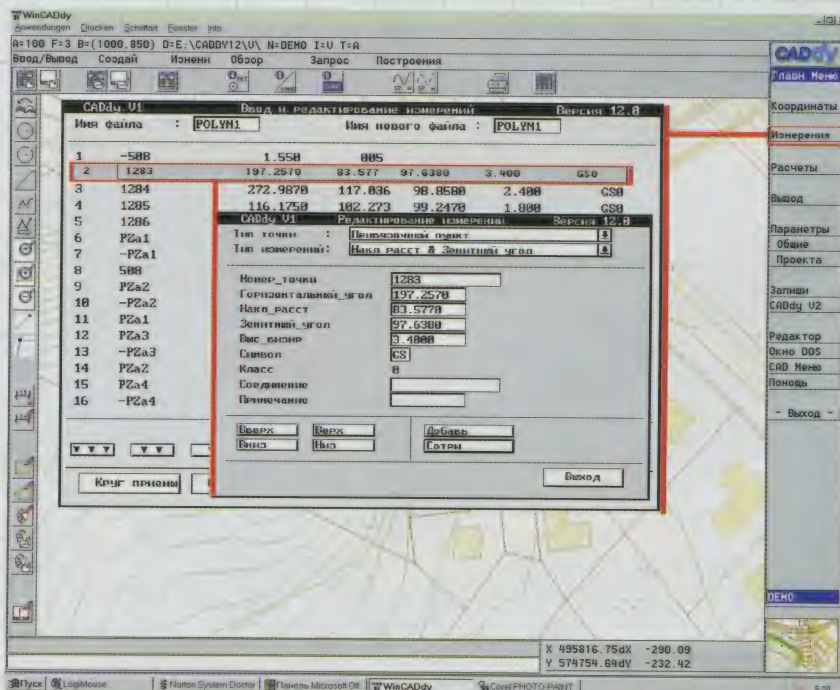 WinCADdy
Anwendungen Drucken Schriftart Fenster Info
A=100 F=3 B=(1000,850) D=E:\CADDY12\U\ N=DEMO I=U T=A
Ввод/Вывод Создай Измени Обзор Запрос Построения
CADdy
Главн Меню
Координаты
Измерения
Расчеты
Вывод
Параметры
Общие
Проекта
Запиши
CADdy V2
Редактор
Окно DOS
CAD Меню
Помощь
- Выход -
DEMO
CADdy V1 Ввод и редактирование измерений Версия 12.0
Имя файла : POLYN1 Имя нового файла : POLYN1
1 -508 1.550 005
2 1283 197.2570 83.577 97.6380 3.400 GS0
3 1284 272.9870 117.036 98.8580 2.400 GS0
4 1285 116.1750 102.273 99.2470 1.800 GS0
5 1286
6 PZa1
7 -PZa1
8 508
9 PZa2
10 -PZa2
11 PZa1
12 PZa3
13 -PZa3
14 PZa2
15 PZa4
16 -PZa4
Круг приемы
CADdy V1 Редактирование измерений Версия 12.0
Тип точки : Привязочный пункт
Тип измерений: Накл расст & Зенитный угол
Номер_точки 1283
Горизонтальный_угол 197.2570
Накл_расст 83.5770
Зенитный_угол 97.6380
Выс_визир 3.4000
Символ GS
Класс 0
Соединение
Примечание
Вверх Верх Добавь
Вниз Низ Сотри
Выход
X 495816.75dX -290.09
Y 574754.64dY -232.42
Пуск LogiMouse Norton System Doctor Панель Microsoft Off WinCADdy Corel PHOTO-PAINT